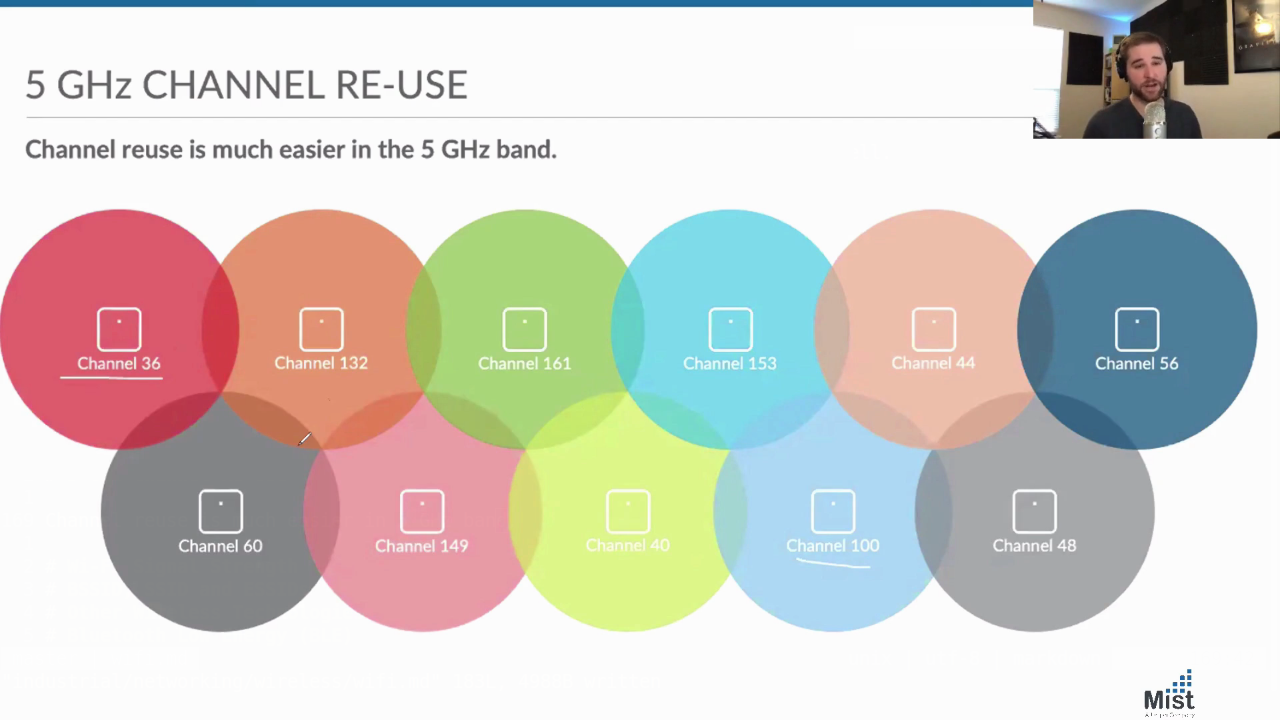 5 GHz CHANNEL RE-USE
Channel reuse is much easier in the 5 GHz band.
Channel 36
Channel 132
Channel 161
Channel 153
Channel 44
Channel 56
Channel 60
Channel 149
Channel 40
Channel 100
Channel 48
Mist